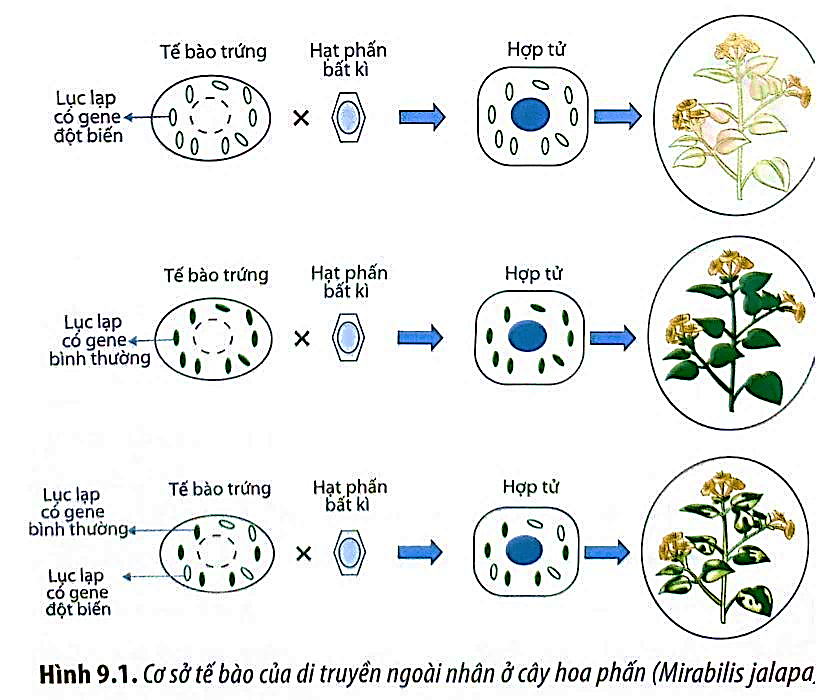 Tế bào trứng
Hạt phấn
bất kì
Hợp tử
Lục lạp
có gene
đột biến
Tế bào trứng
Hạt phấn
bất kì
Hợp tử
Lục lạp
có gene
bình thường
Lục lạp
có gene
bình thường
Tế bào trứng
Hạt phấn
bất kì
Hợp tử
Lục lạp
có gene
đột biến
Hình 9.1. Cơ sở tế bào của di truyền ngoài nhân ở cây hoa phấn (Mirabilis jalapa)